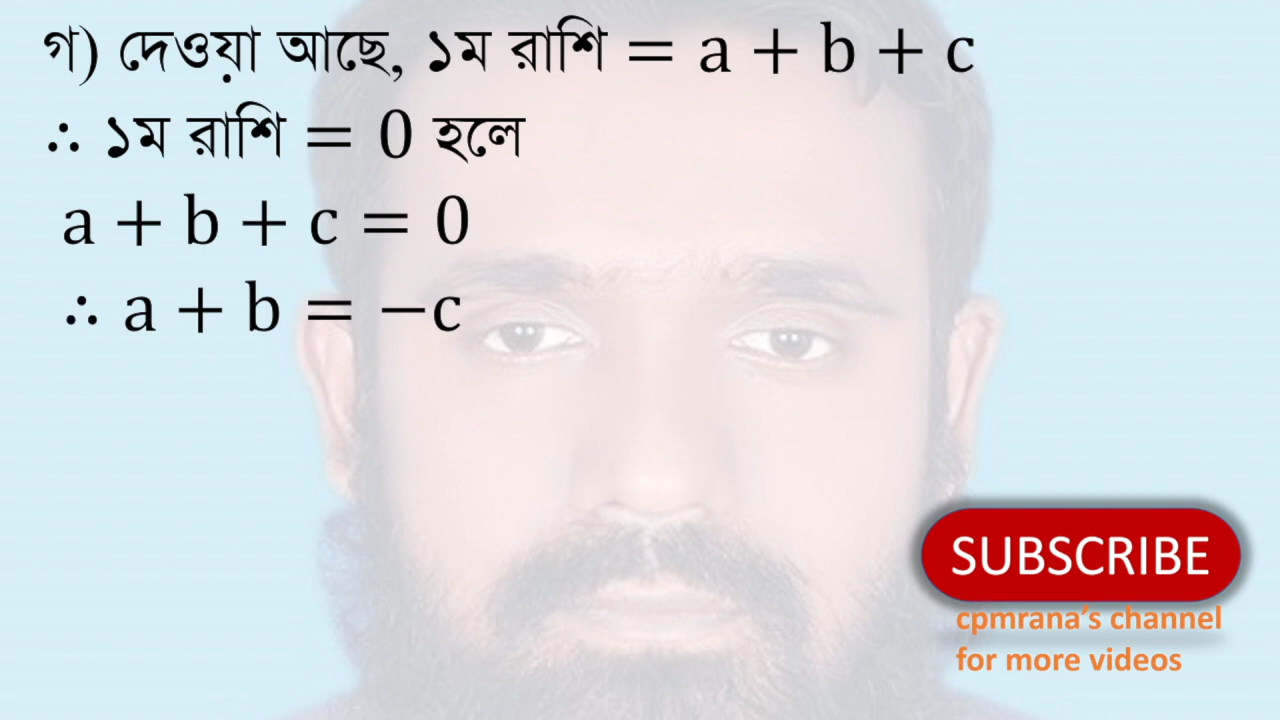 গ) দেওয়া আছে, ১ম রাশি = a + b + c
∴ ১ম রাশি = 0 হলে
a + b + c = 0
∴ a + b = −c
SUBSCRIBE
cpmrana’s channel
for more videos